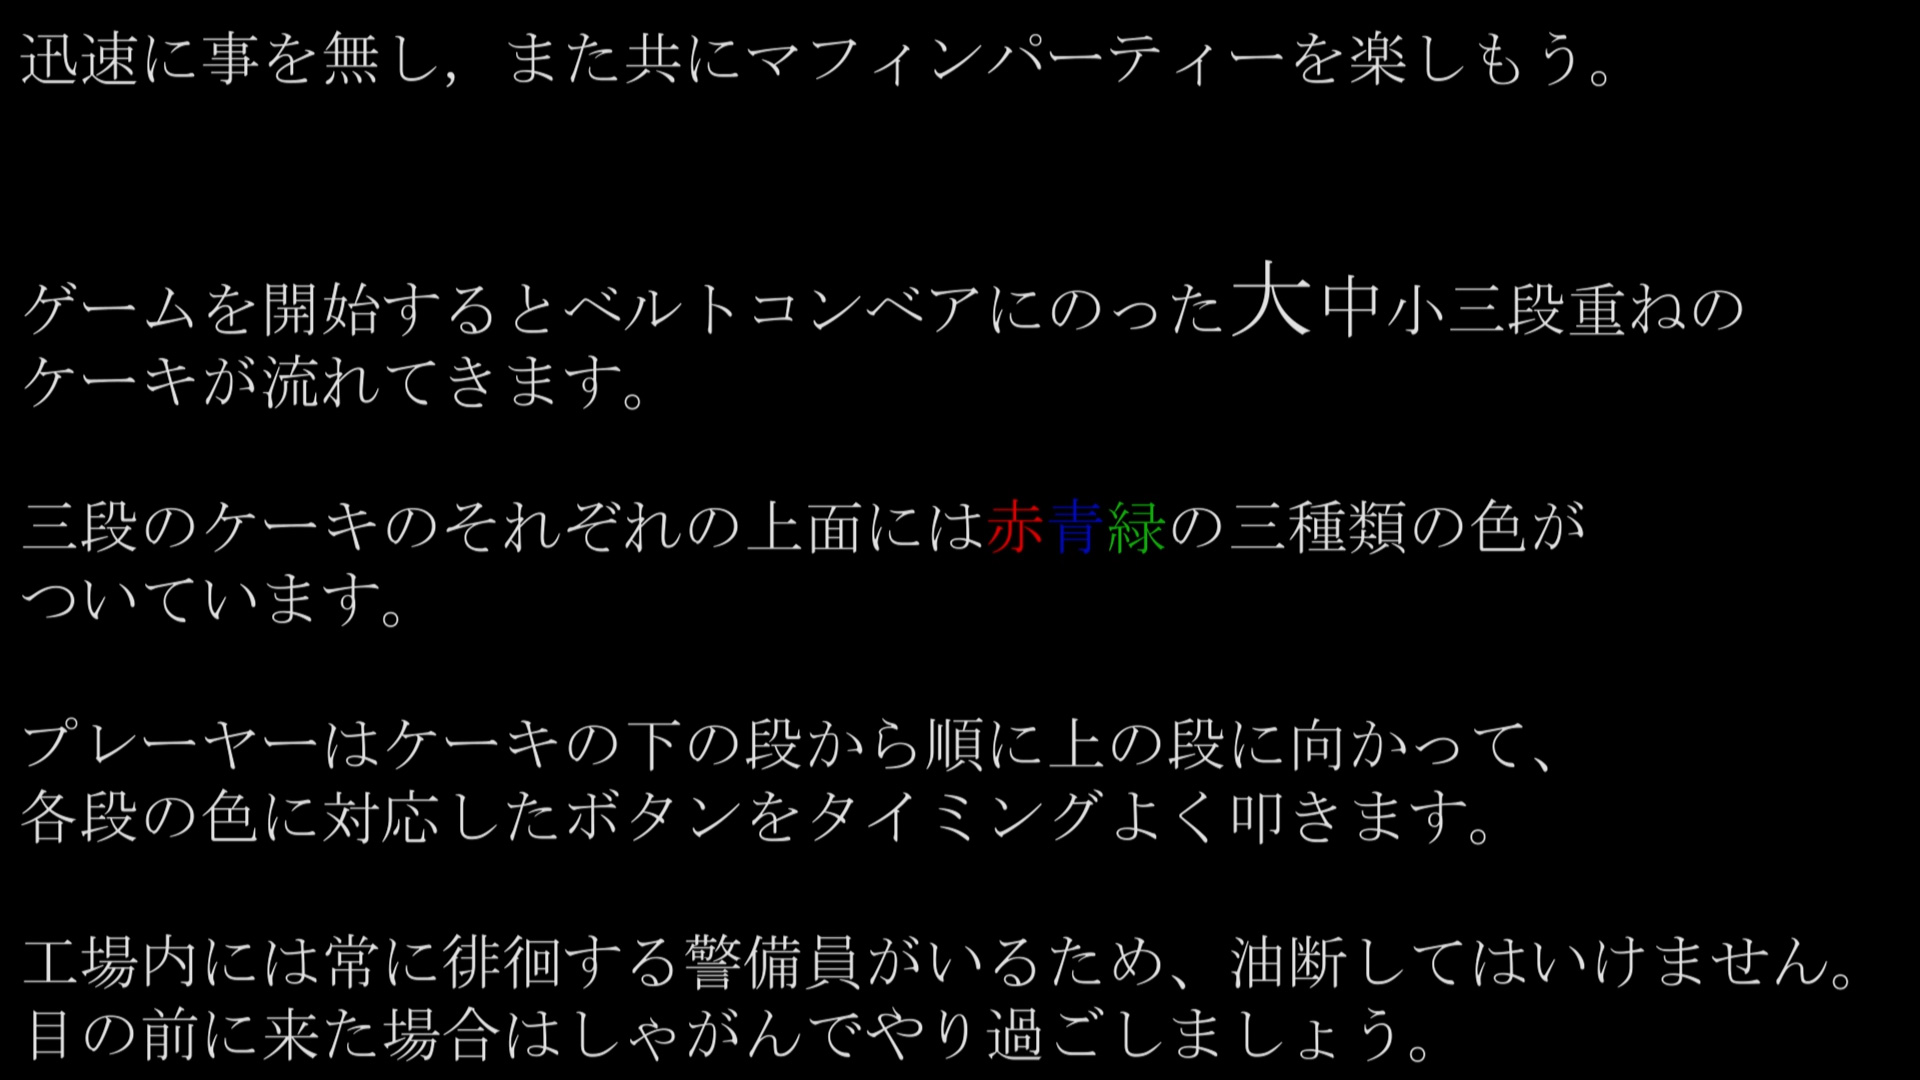 迅速に事を無し，また共にマフィンパーティーを楽しもう。
ゲームを開始するとベルトコンベアにのった大中小三段重ねの
ケーキが流れてきます。
三段のケーキのそれぞれの上面には赤青緑の三種類の色が
ついています。
プレーヤーはケーキの下の段から順に上の段に向かって、
各段の色に対応したボタンをタイミングよく叩きます。
工場内には常に徘徊する警備員がいるため、油断してはいけません。
目の前に来た場合はしゃがんでやり過ごしましょう。